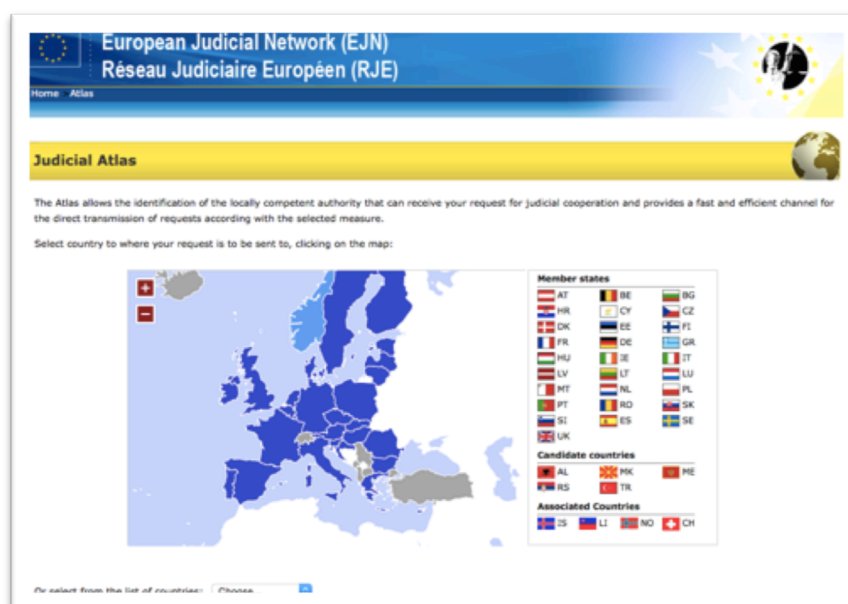 European Judicial Network (EJN)
Réseau Judiciaire Européen (RJE)
Home Atlas
Judicial Atlas
The Atlas allows the identification of the locally competent authority that can receive your request for judicial cooperation and provides a fast and efficient channel for
the direct transmission of requests according with the selected measure.
Select country to where your request is to be sent to, clicking on the map:
Member states
AT BE BG
HR CY CZ
DK EE FI
FR DE GR
HU IE IT
LV LT LU
MT NL PL
PT RO SK
SI ES SE
UK
Candidate countries
AL MK ME
RS TR
Associated Countries
IS LI NO CH
Or select from the list of countries: Choose...